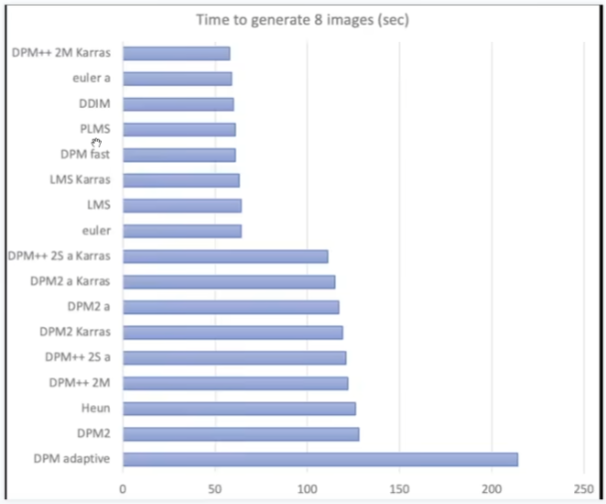 Time to generate 8 images (sec)
DPM++ 2M Karras
euler a
DDIM
PLMS
DPM fast
LMS Karras
LMS
euler
DPM++ 2S a Karras
DPM2 a Karras
DPM2 a
DPM2 Karras
DPM++ 2S a
DPM++ 2M
Heun
DPM2
DPM adaptive
0 50 100 150 200 250